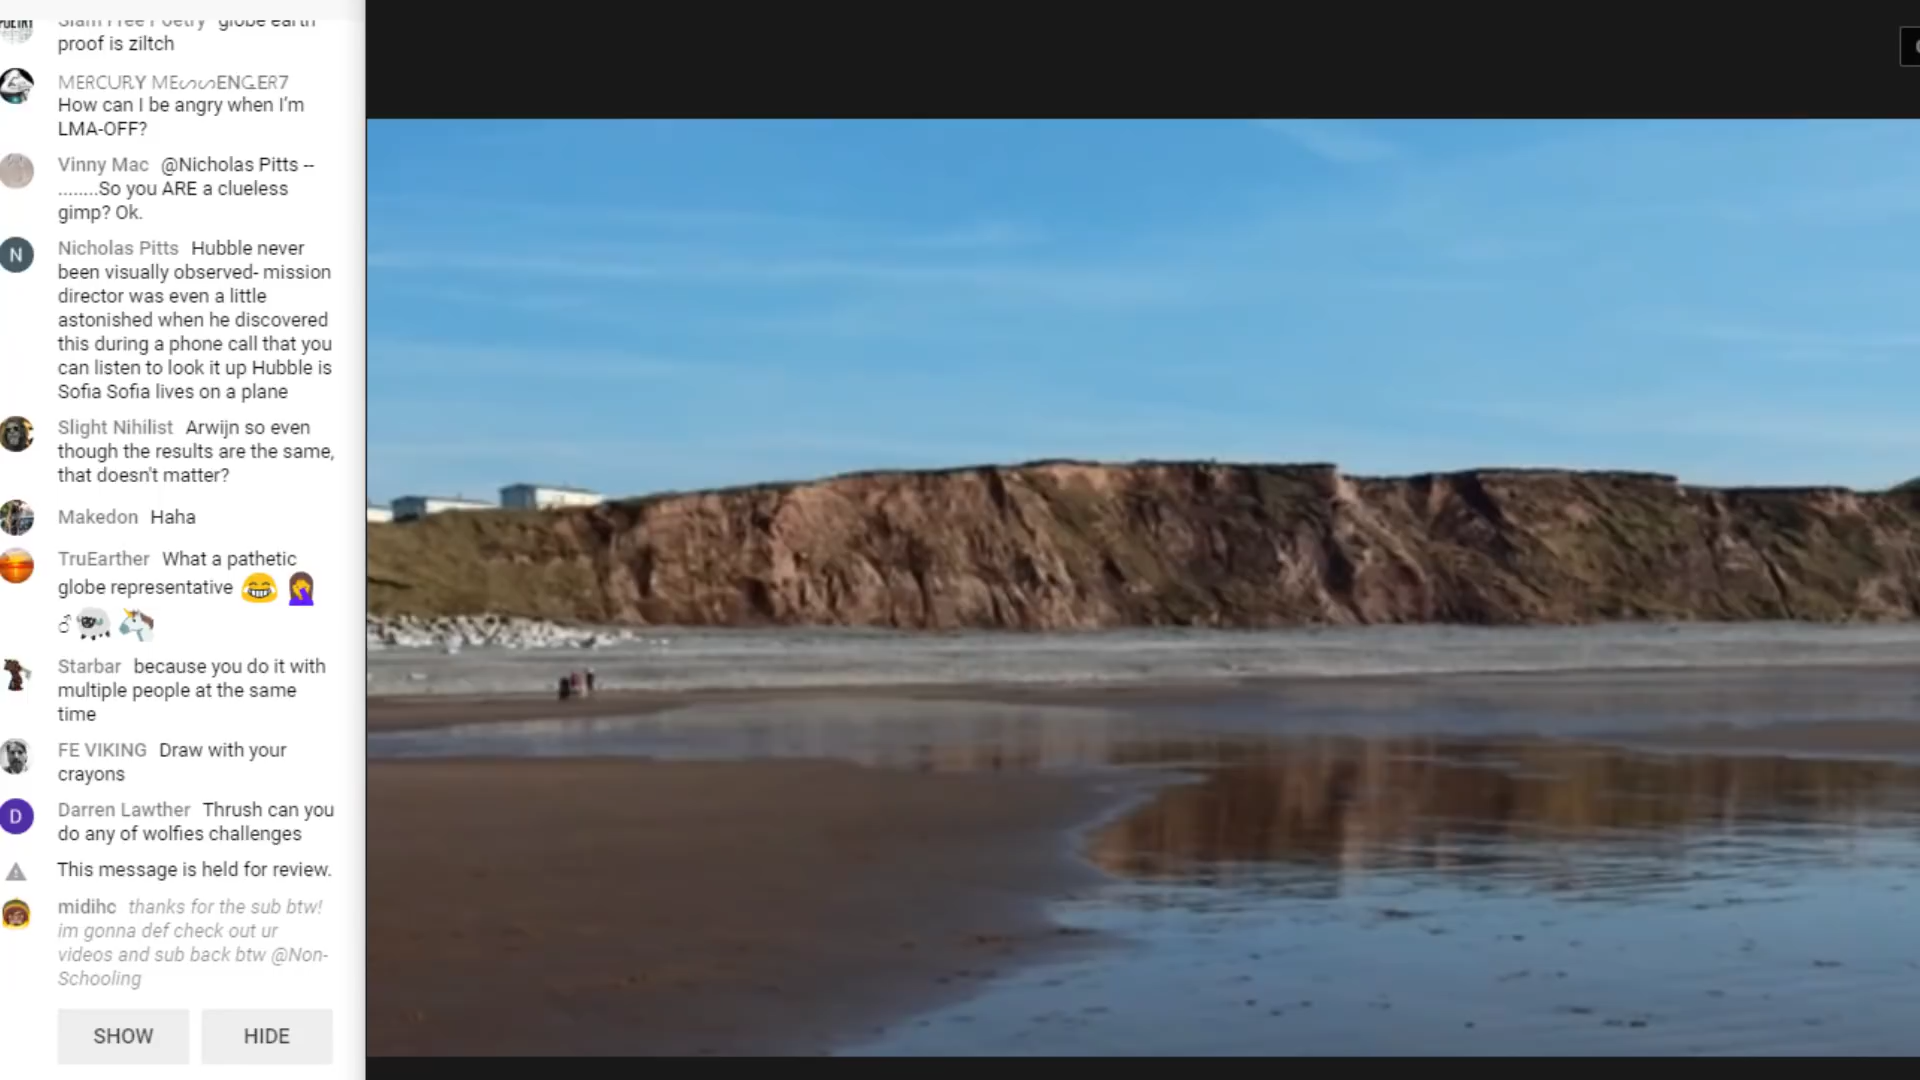 Slam Free Poetry globe earth
proof is ziltch
MERCURY MEᔕᔕENGER7
How can I be angry when I'm
LMA-OFF?
Vinny Mac @Nicholas Pitts --
........So you ARE a clueless
gimp? Ok.
N
Nicholas Pitts Hubble never
been visually observed- mission
director was even a little
astonished when he discovered
this during a phone call that you
can listen to look it up Hubble is
Sofia Sofia lives on a plane
Slight Nihilist Arwijn so even
though the results are the same,
that doesn't matter?
Makedon Haha
TruEarther What a pathetic
globe representative 😂 🤦
♂🐑 🦄
Starbar because you do it with
multiple people at the same
time
FE VIKING Draw with your
crayons
D
Darren Lawther Thrush can you
do any of wolfies challenges
This message is held for review.
midihc thanks for the sub btw!
im gonna def check out ur
videos and sub back btw @Non-
Schooling
SHOW HIDE